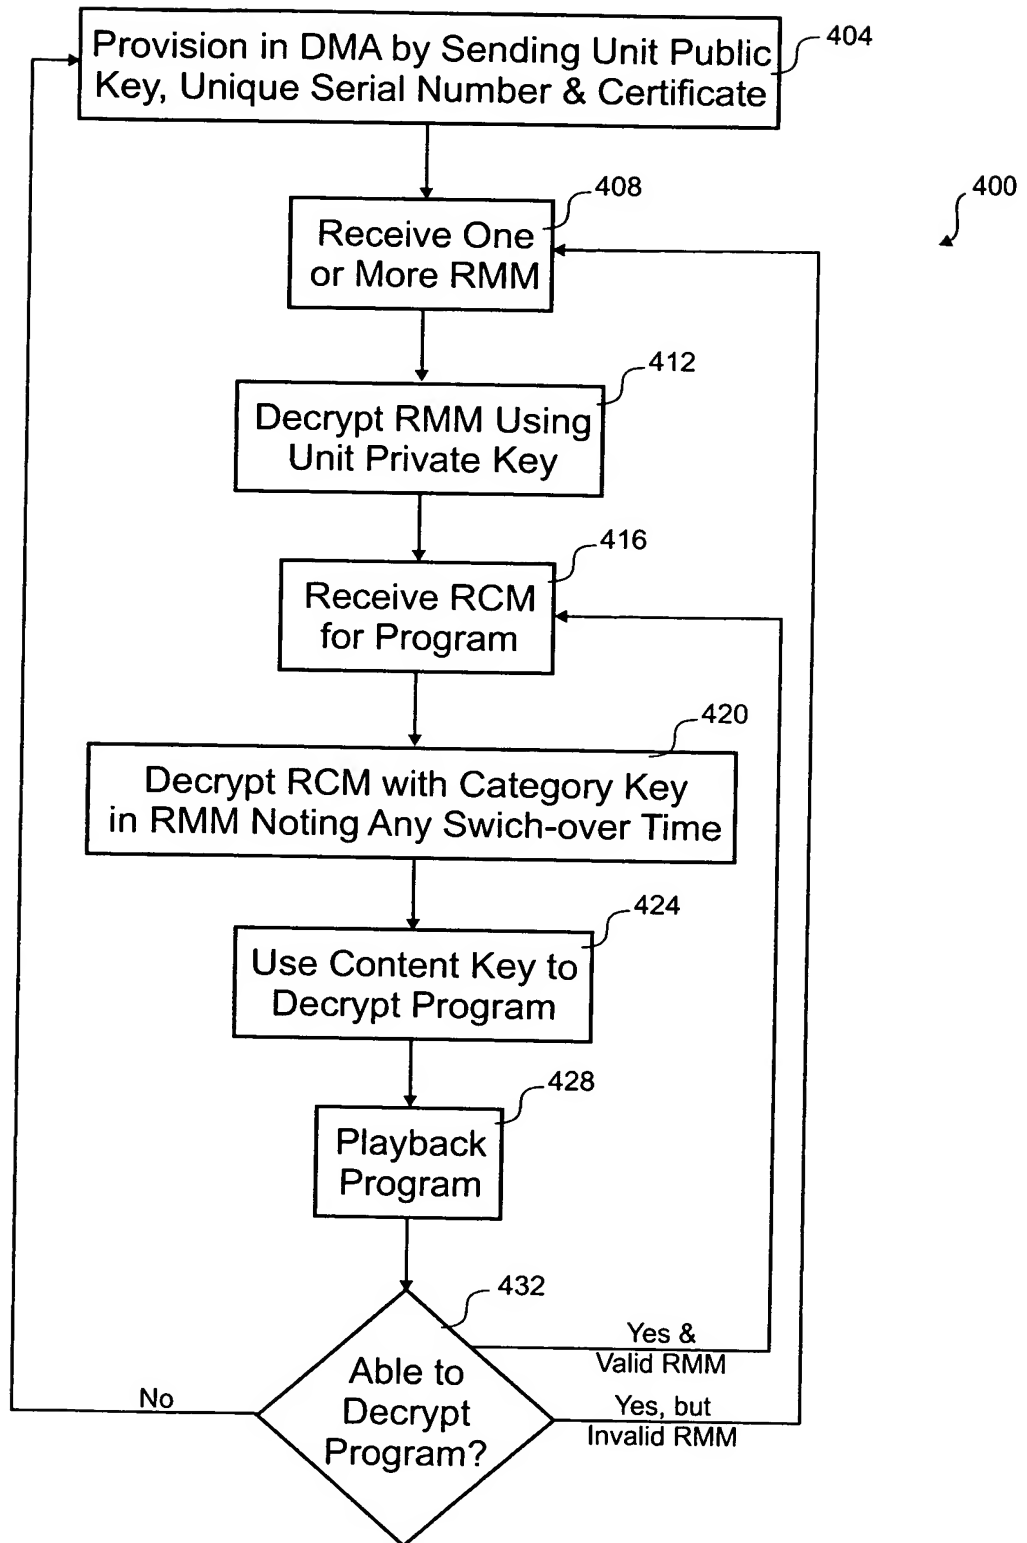 Provision in DMA by Sending Unit Public
Key, Unique Serial Number & Certificate
404
400
408
Receive One
or More RMM
412
Decrypt RMM Using
Unit Private Key
416
Receive RCM
for Program
420
Decrypt RCM with Category Key
in RMM Noting Any Swich-over Time
424
Use Content Key to
Decrypt Program
428
Playback
Program
432
Able to
Decrypt
Program?
No
Yes &
Valid RMM
Yes, but
Invalid RMM